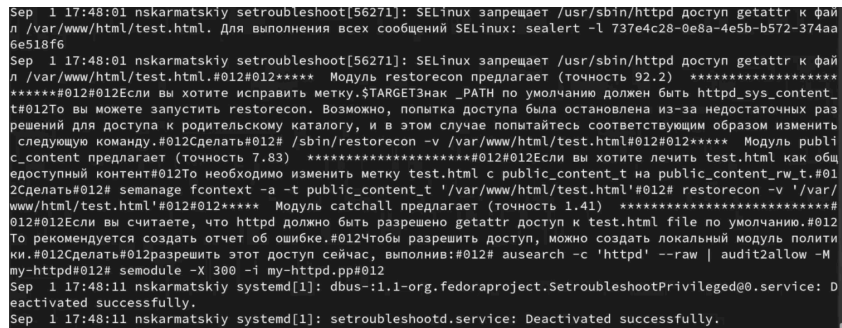 Sep  1 17:48:01 nskarmatskiy setroubleshoot[56271]: SELinux запрещает /usr/sbin/httpd доступ getattr к фай
л /var/www/html/test.html. Для выполнения всех сообщений SELinux: sealert -l 737e4c28-0e8a-4e5b-b572-374aa
6e518f6
Sep  1 17:48:01 nskarmatskiy setroubleshoot[56271]: SELinux запрещает /usr/sbin/httpd доступ getattr к фай
л /var/www/html/test.html.#012#012*****  Модуль restorecon предлагает (точность 92.2)  *******************
******#012#012Если вы хотите исправить метку.$TARGETЗнак _PATH по умолчанию должен быть httpd_sys_content_
t#012То вы можете запустить restorecon. Возможно, попытка доступа была остановлена из-за недостаточных раз
решений для доступа к родительскому каталогу, и в этом случае попытайтесь соответствующим образом изменить
 следующую команду.#012Сделать#012# /sbin/restorecon -v /var/www/html/test.html#012#012*****  Модуль publi
c_content предлагает (точность 7.83)  **********************#012#012Если вы хотите лечить test.html как общ
едоступный контент#012То необходимо изменить метку test.html с public_content_t на public_content_rw_t.#01
2Сделать#012# semanage fcontext -a -t public_content_t '/var/www/html/test.html'#012# restorecon -v '/var/
www/html/test.html'#012#012*****  Модуль catchall предлагает (точность 1.41)  **************************#
012#012Если вы считаете, что httpd должно быть разрешено getattr доступ к test.html file по умолчанию.#012
То рекомендуется создать отчет об ошибке.#012Чтобы разрешить доступ, можно создать локальный модуль полити
ки.#012Сделать#012разрешить этот доступ сейчас, выполнив:#012# ausearch -c 'httpd' --raw | audit2allow -M
my-httpd#012# semodule -X 300 -i my-httpd.pp#012
Sep  1 17:48:11 nskarmatskiy systemd[1]: dbus-:1.1-org.fedoraproject.SetroubleshootPrivileged@0.service: D
eactivated successfully.
Sep  1 17:48:11 nskarmatskiy systemd[1]: setroubleshootd.service: Deactivated successfully.